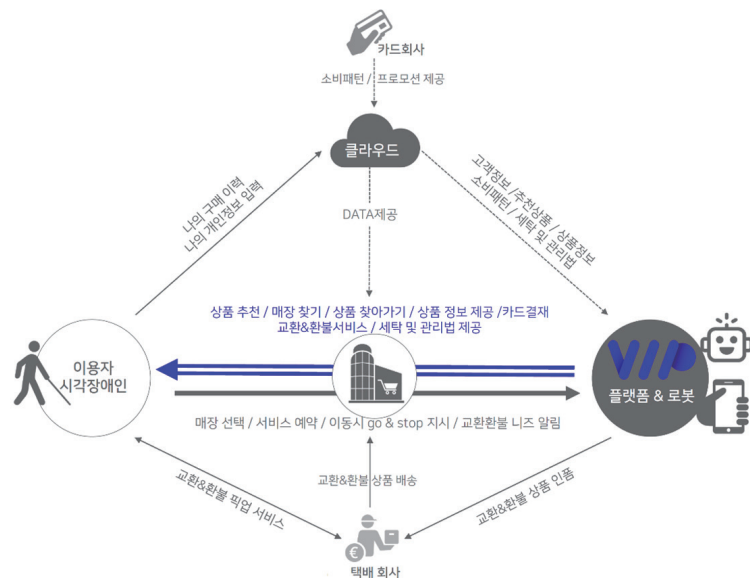 카드회사
소비패턴 / 프로모션 제공
클라우드
나의 구매 이력
나의 개인정보 입력
고객정보 /추천상품 / 상품정보
소비패턴 / 세탁 및 관리법
DATA제공
상품 추천 / 매장 찾기 / 상품 찾아가기 / 상품 정보 제공 /카드결재
교환&환불서비스 / 세탁 및 관리법 제공
이용자
시각장애인
VIP
플랫폼 & 로봇
매장 선택 / 서비스 예약 / 이동시 go & stop 지시 / 교환환불 니즈 알림
교환&환불 픽업 서비스
교환&환불 상품 배송
교환&환불 상품 인폼
택배 회사